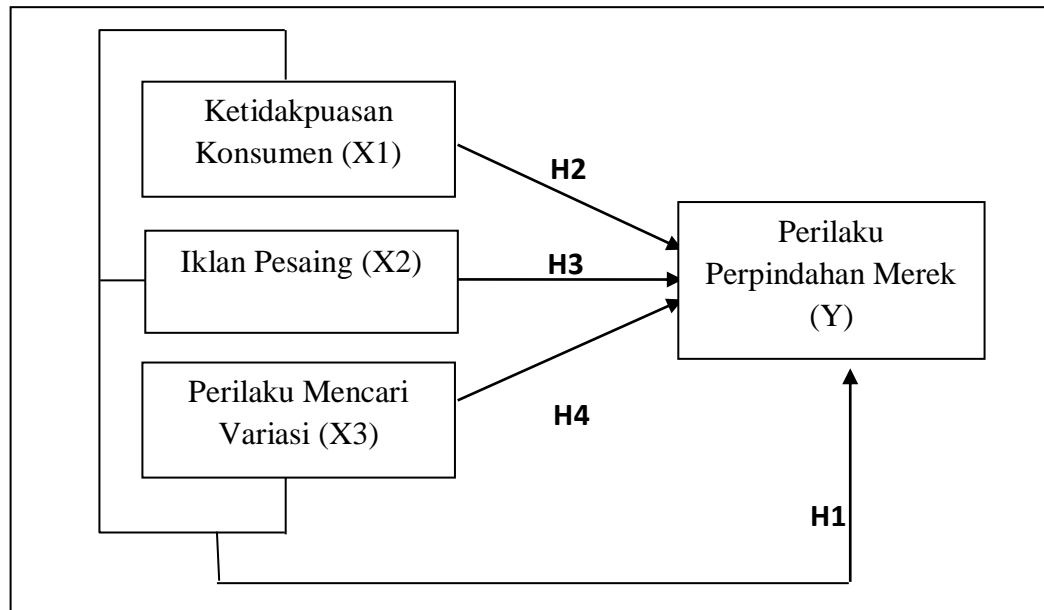 Ketidakpuasan
Konsumen (X1)
H2
Iklan Pesaing (X2)
H3
Perilaku
Perpindahan Merek
(Y)
Perilaku Mencari
Variasi (X3)
H4
H1